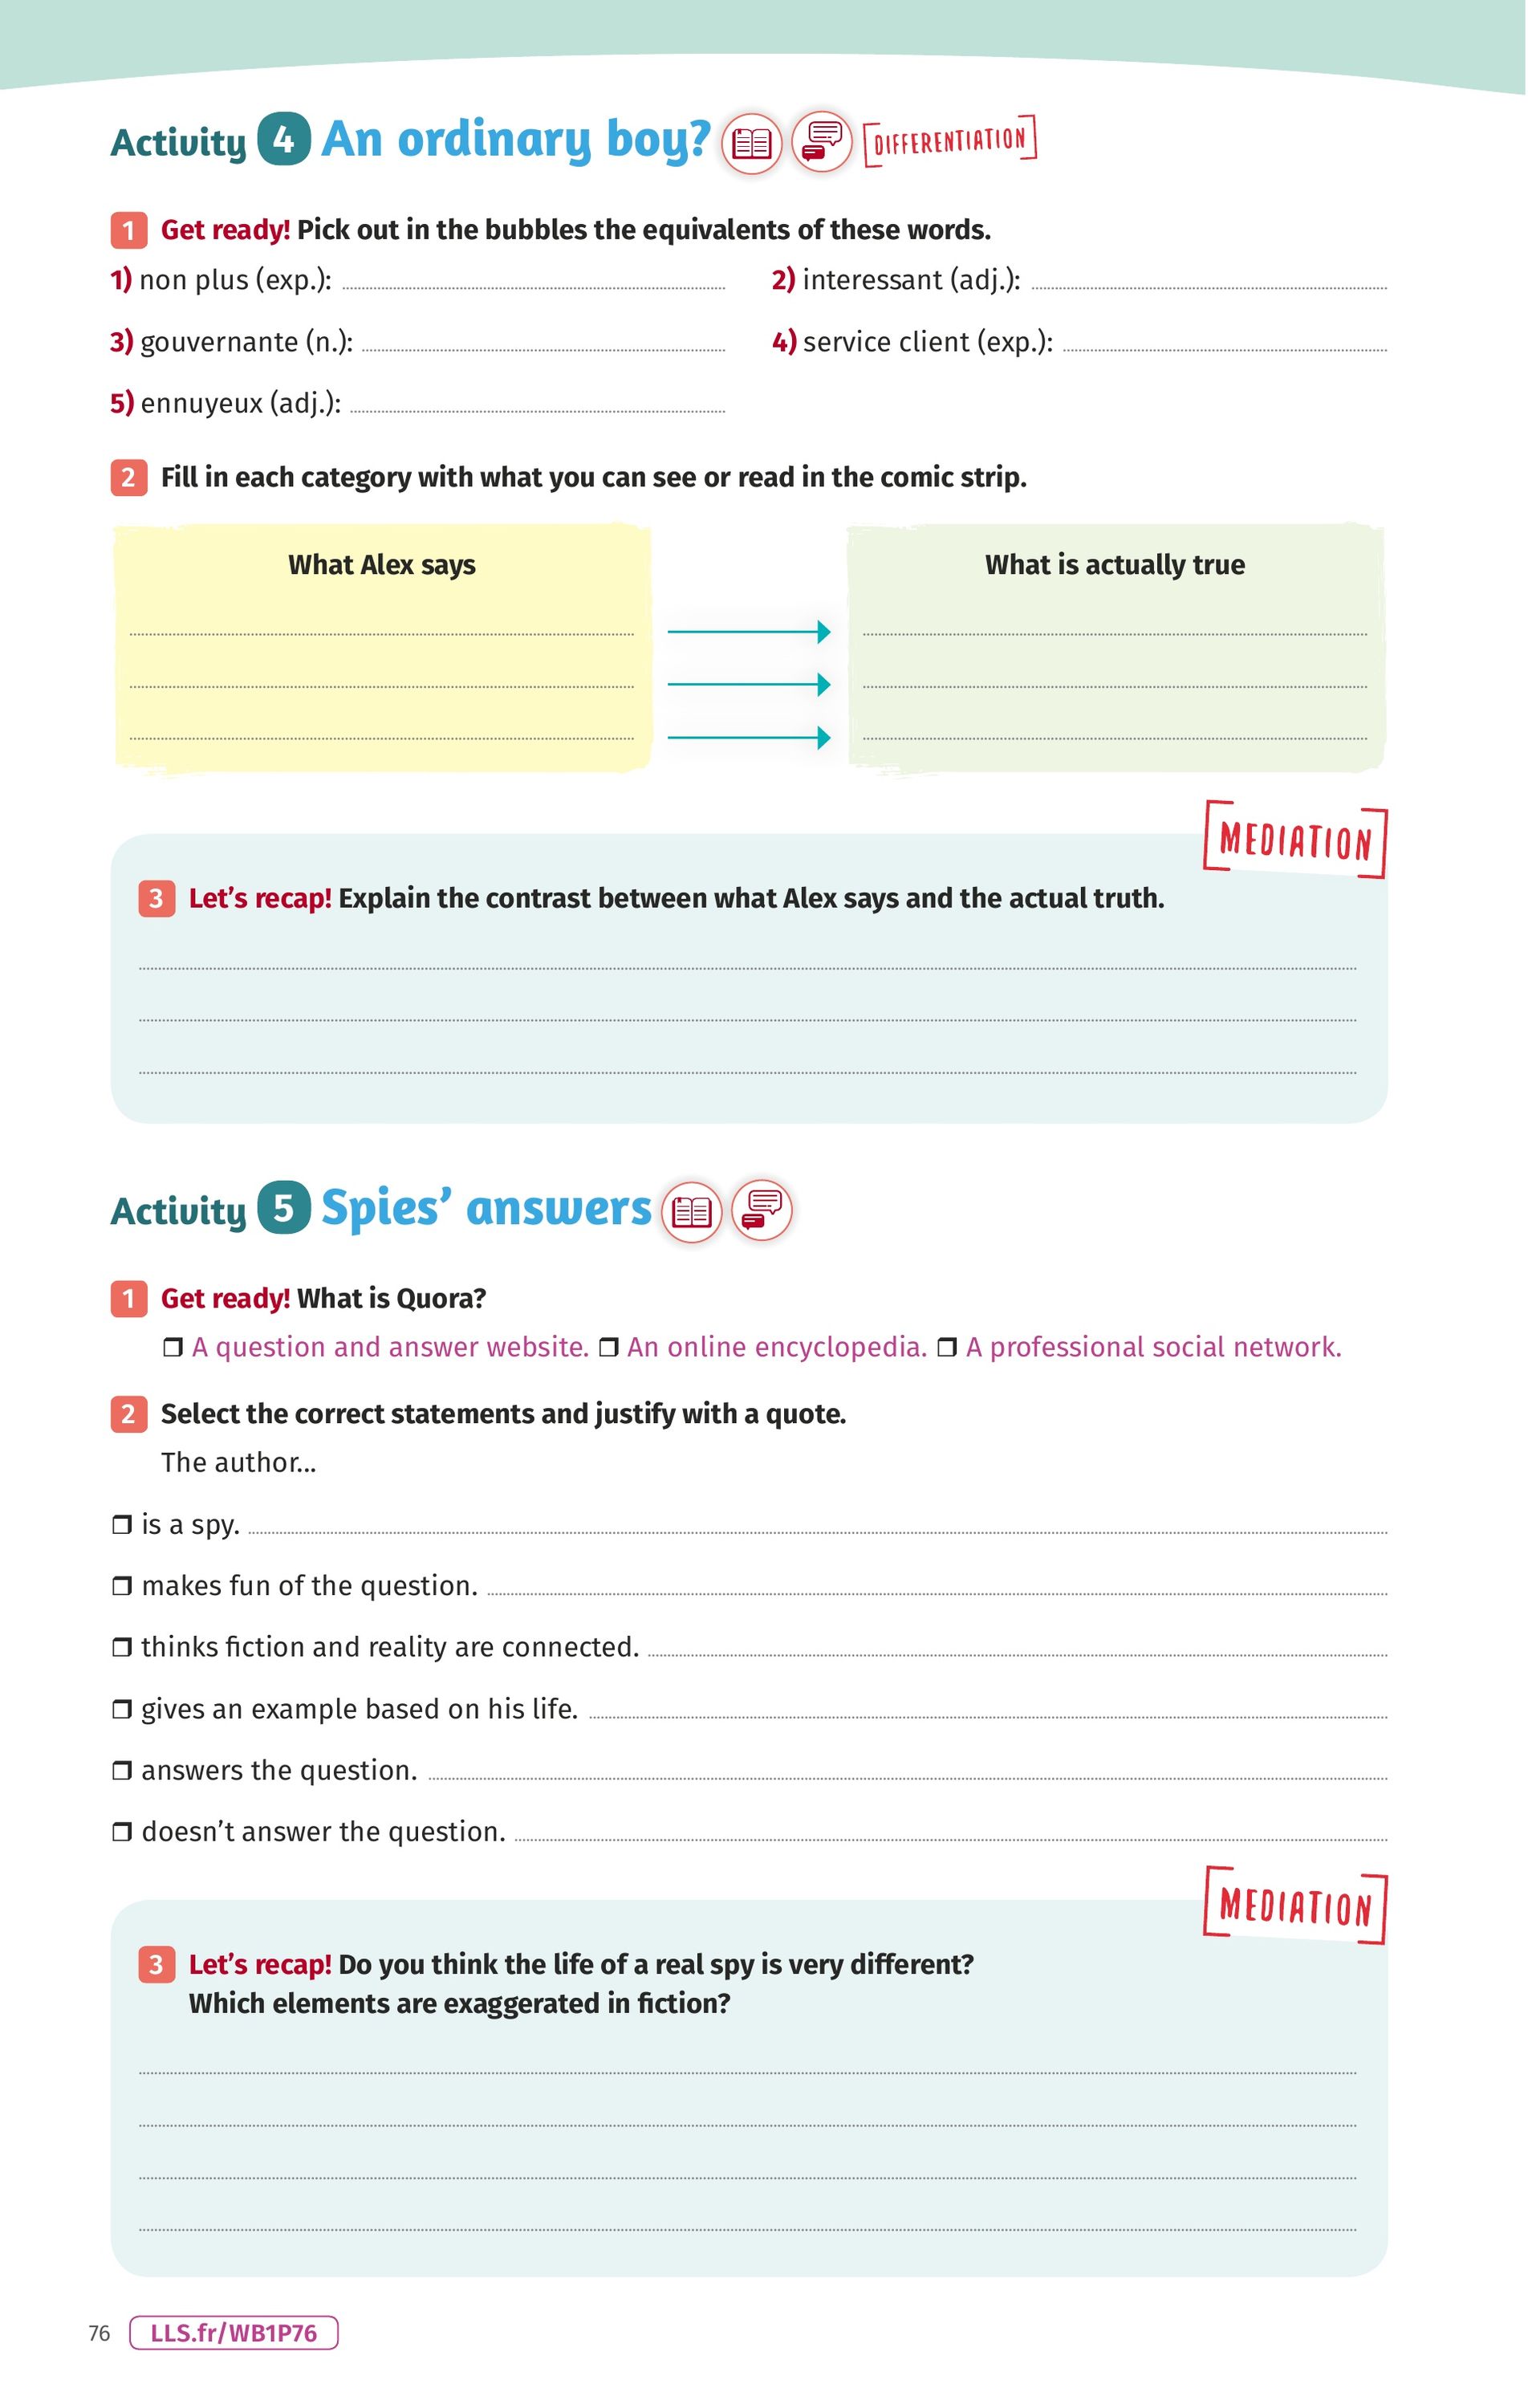 Activity 4 An ordinary boy? DIFFERENTIATION
1 Get ready! Pick out in the bubbles the equivalents of these words.
1) non plus (exp.):
2) interessant (adj.):
3) gouvernante (n.):
4) service client (exp.):
5) ennuyeux (adj.):
2 Fill in each category with what you can see or read in the comic strip.
What Alex says
What is actually true
MEDIATION
3 Let's recap! Explain the contrast between what Alex says and the actual truth.
Activity 5 Spies' answers
1 Get ready! What is Quora?
❒ A question and answer website. ❒ An online encyclopedia. ❒ A professional social network.
2 Select the correct statements and justify with a quote.
The author...
❒ is a spy.
❒ makes fun of the question.
❒ thinks fiction and reality are connected.
❒ gives an example based on his life.
❒ answers the question.
❒ doesn't answer the question.
MEDIATION
3 Let's recap! Do you think the life of a real spy is very different?
Which elements are exaggerated in fiction?
76 LLS.fr/WB1P76